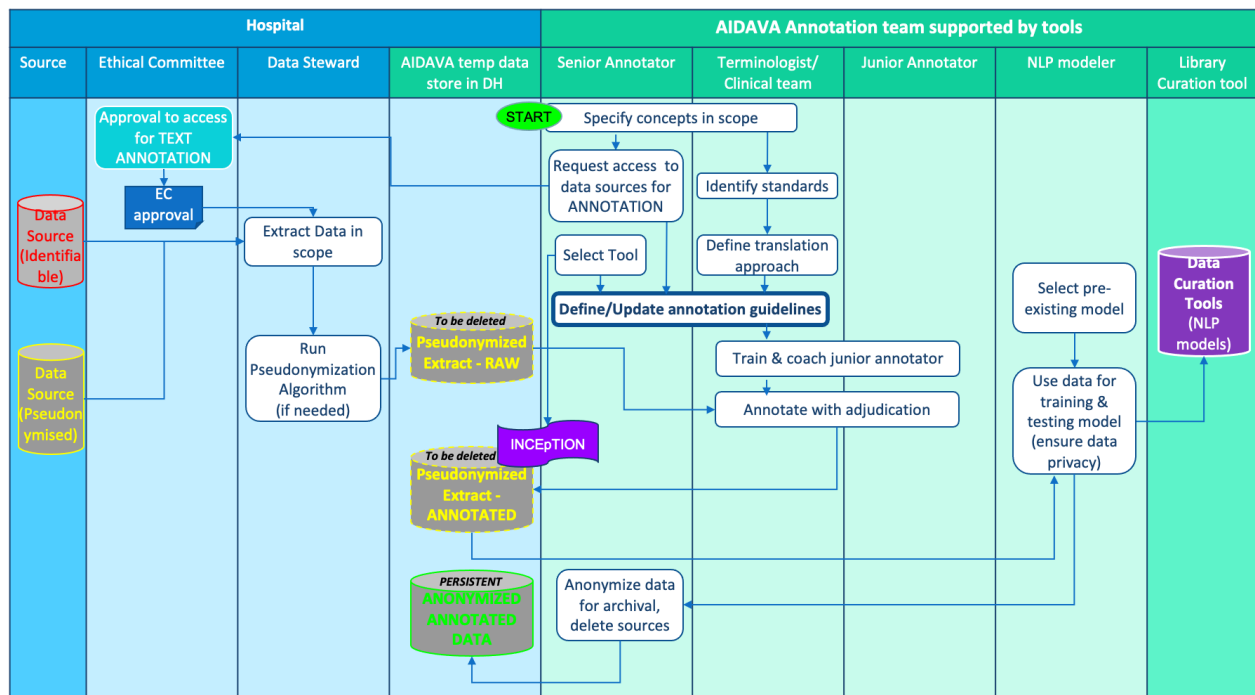 Hospital
AIDAVA Annotation team supported by tools
Source
Ethical Committee
Data Steward
AIDAVA temp data
store in DH
Senior Annotator
Terminologist/
Clinical team
Junior Annotator
NLP modeler
Library
Curation tool
Approval to access
for TEXT
ANNOTATION
START
Specify concepts in scope
Request access to
data sources for
ANNOTATION
Identify standards
EC
approval
Data
Source
(Identifia
ble)
Extract Data in
scope
Select Tool
Define translation
approach
Data
Curation
Tools
(NLP
models)
Select pre-
existing model
Define/Update annotation guidelines
To be deleted
Pseudonymized
Extract - RAW
Run
Pseudonymization
Algorithm
(if needed)
Train & coach junior annotator
Data
Source
(Pseudon
ymised)
Annotate with adjudication
Use data for
training &
testing model
(ensure data
privacy)
INCEpTION
To be deleted
Pseudonymized
Extract -
ANNOTATED
PERSISTENT
ANONYMIZED
ANNOTATED
DATA
Anonymize data
for archival,
delete sources